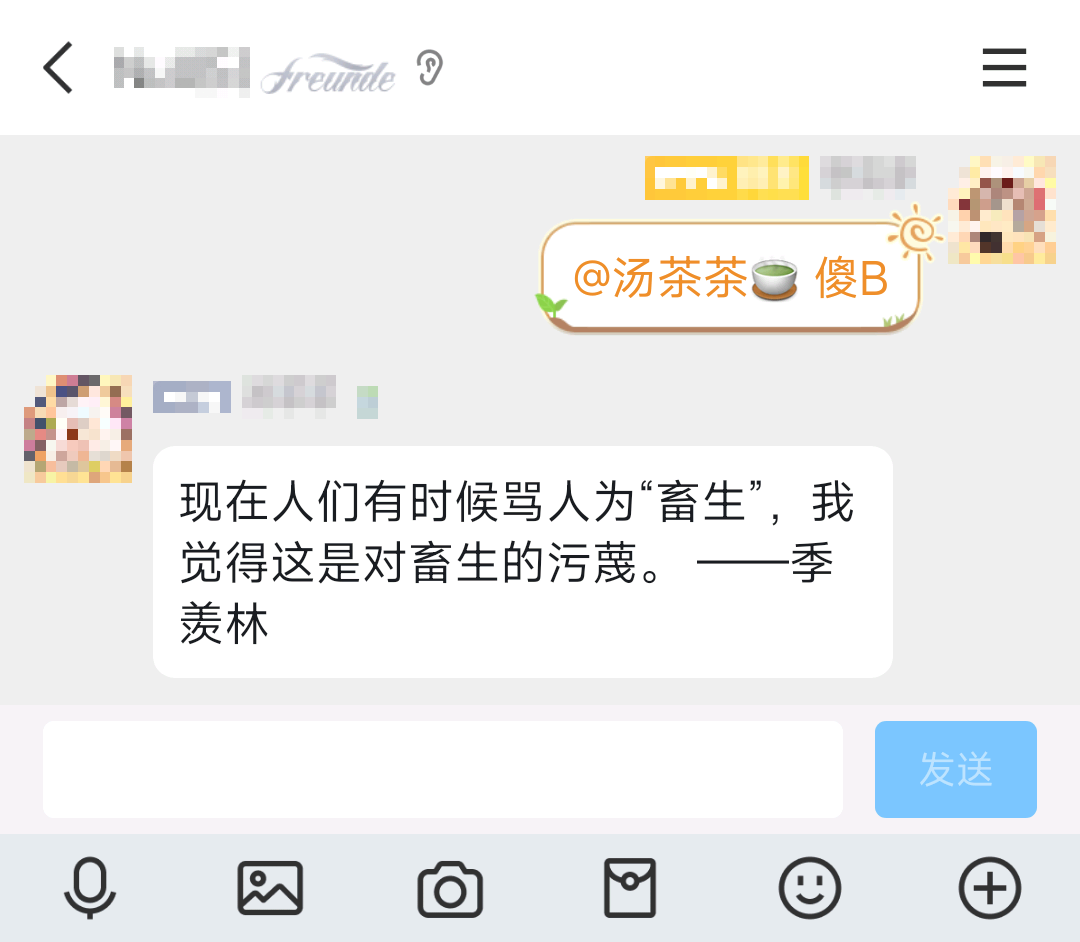 freunde
@汤茶茶🍵 傻B
现在人们有时候骂人为“畜生”，我
觉得这是对畜生的污蔑。 ——季
羡林
发送